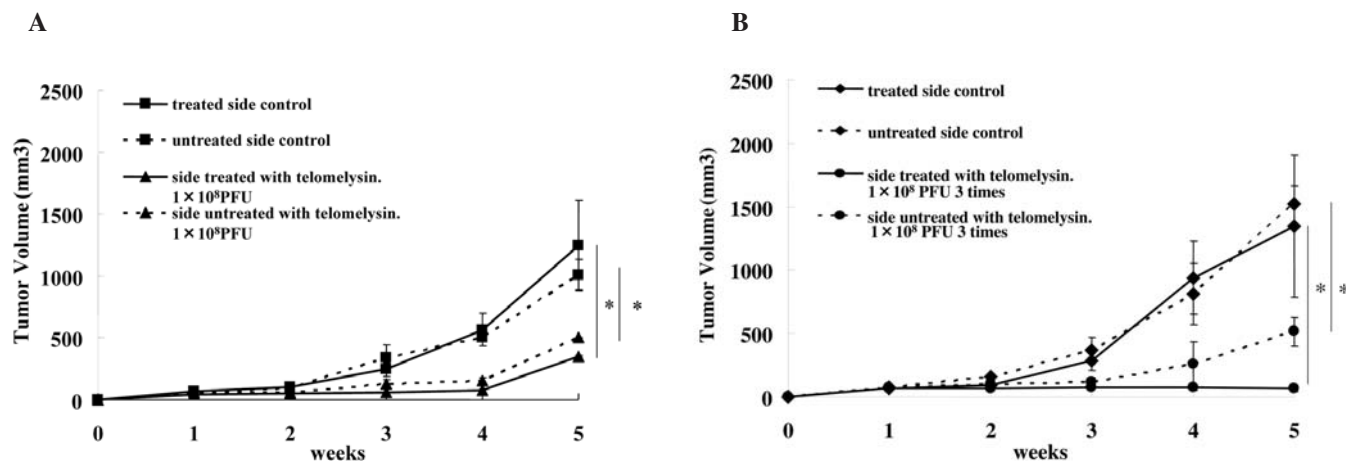 A
2500
2000
1500
1000
500
0
Tumor Volume (mm3)
treated side control
untreated side control
side treated with telomelysin.
1×10⁸PFU
side untreated with telomelysin.
1×10⁸PFU
*
*
0 1 2 3 4 5
weeks
B
2500
2000
1500
1000
500
0
Tumor Volume (mm3)
treated side control
untreated side control
side treated with telomelysin.
1×10⁸ PFU 3 times
side untreated with telomelysin.
1×10⁸ PFU 3 times
*
*
0 1 2 3 4 5
weeks